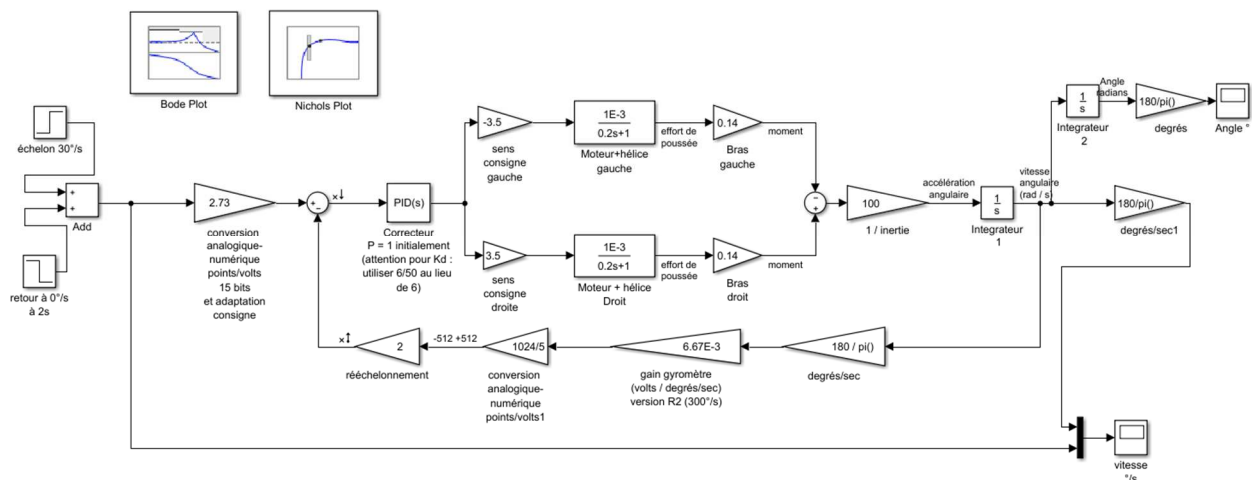 Bode Plot
Nichols Plot
échelon 30°/s
+
+
Add
retour à 0°/s
à 2s
2.73
conversion
analogique-
numérique
points/volts
15 bits
et adaptation
consigne
+
−
PID(s)
Correcteur
P = 1 initialement
(attention pour Kd :
utiliser 6/50 au lieu
de 6)
-3.5
sens
consigne
gauche
1E-3
0.2s+1
Moteur+hélice
gauche
effort de
poussée
0.14
Bras
gauche
moment
3.5
sens
consigne
droite
1E-3
0.2s+1
Moteur + hélice
Droit
effort de
poussée
0.14
Bras
droit
moment
−
+
100
1 / inertie
accélération
angulaire
1
s
Integrateur
1
vitesse
angulaire
(rad / s)
1
s
Integrateur
2
Angle
radians
180/pi()
degrés
Angle °
180/pi()
degrés/sec1
2
rééchelonnement
-512 +512
1024/5
conversion
analogique-
numérique
points/volts1
6.67E-3
gain gyromètre
(volts / degrés/sec)
version R2 (300°/s)
180 / pi()
degrés/sec
vitesse
°/s